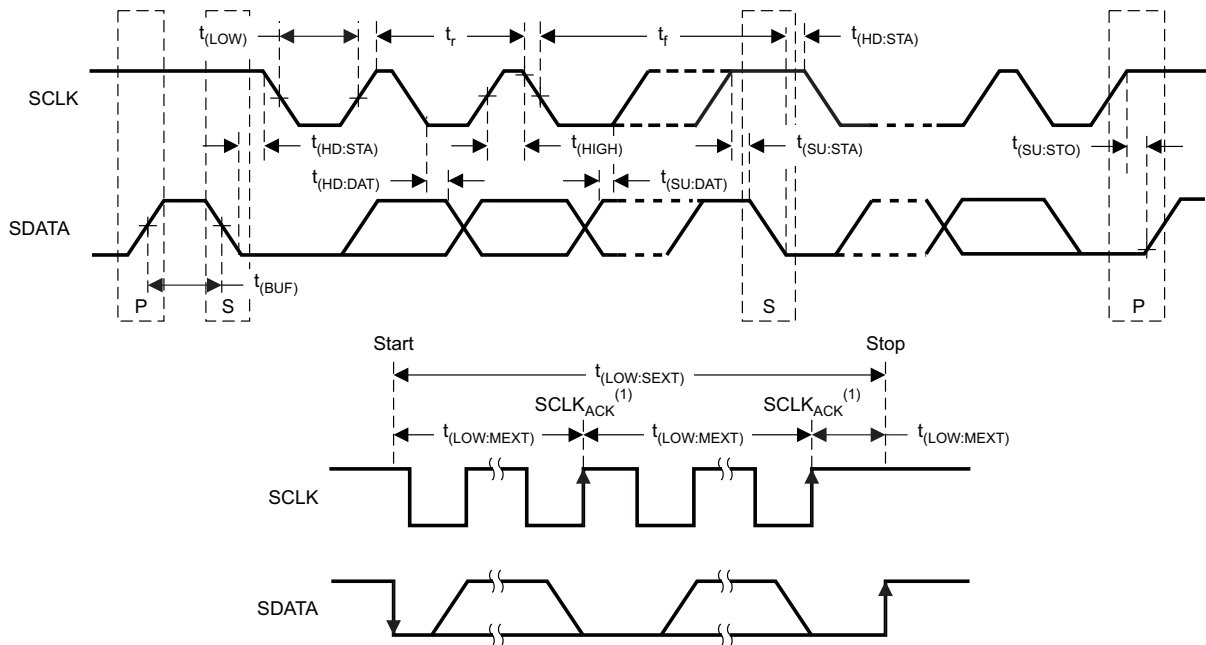 t(LOW) tr tf t(HD:STA)
SCLK
t(HD:STA) t(HIGH) t(SU:STA) t(SU:STO)
t(HD:DAT) t(SU:DAT)
SDATA
t(BUF)
P S S P
Start Stop
t(LOW:SEXT)
SCLKACK(1) SCLKACK(1)
t(LOW:MEXT) t(LOW:MEXT) t(LOW:MEXT)
SCLK
SDATA